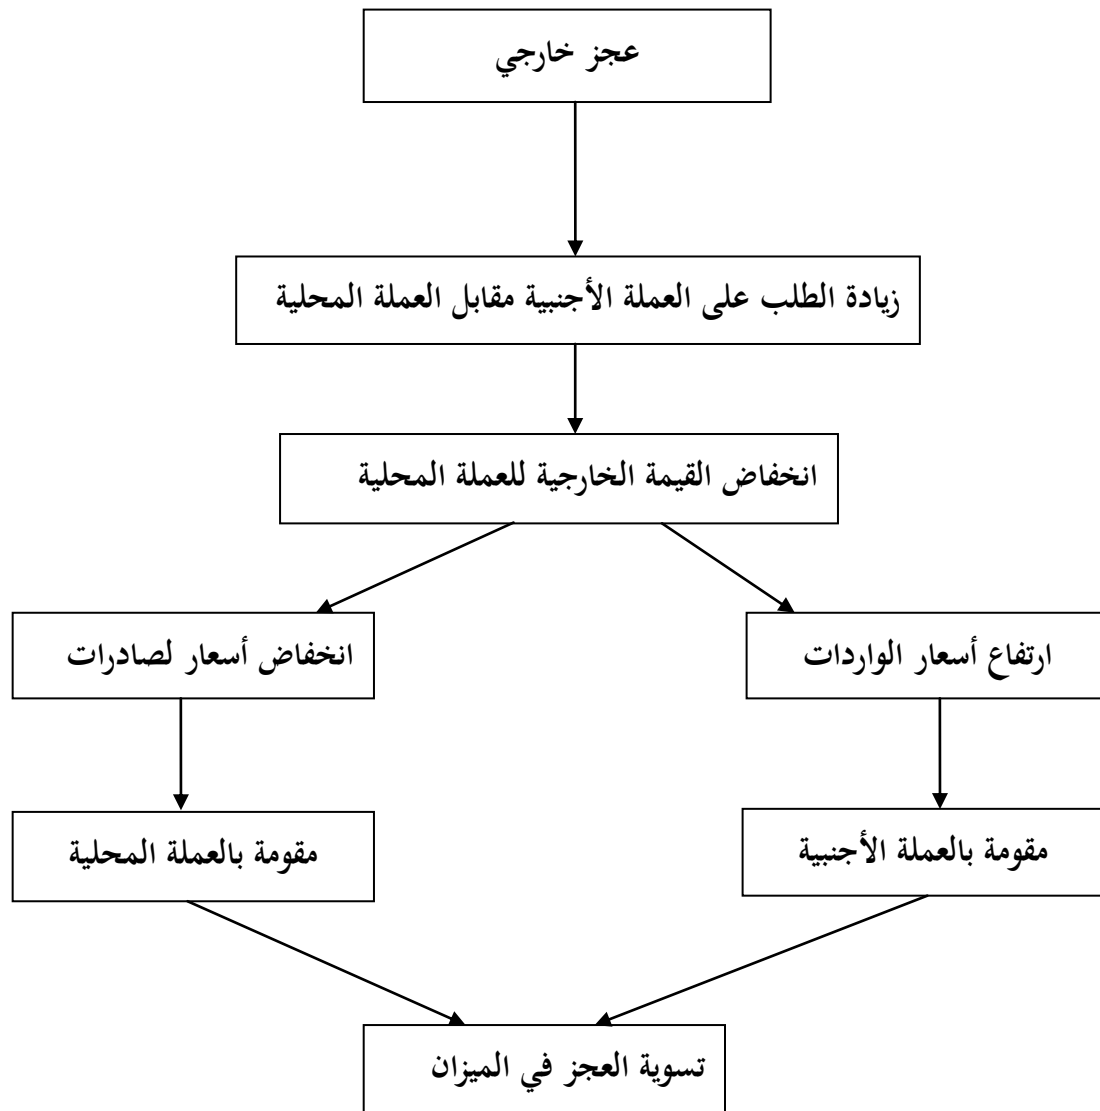 عجز خارجي
زيادة الطلب على العملة الأجنبية مقابل العملة المحلية
انخفاض القيمة الخارجية للعملة المحلية
ارتفاع أسعار الواردات
انخفاض أسعار لصادرات
مقومة بالعملة الأجنبية
مقومة بالعملة المحلية
تسوية العجز في الميزان